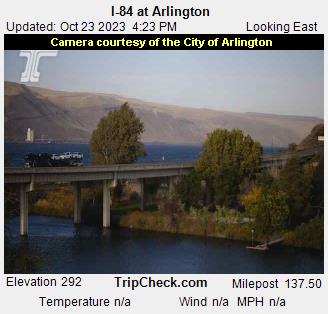 I-84 at Arlington
Updated: Oct 23 2023 4:23 PM Looking East
Camera courtesy of the City of Arlington
Elevation 292 TripCheck.com Milepost 137.50
Temperature n/a Wind n/a MPH n/a